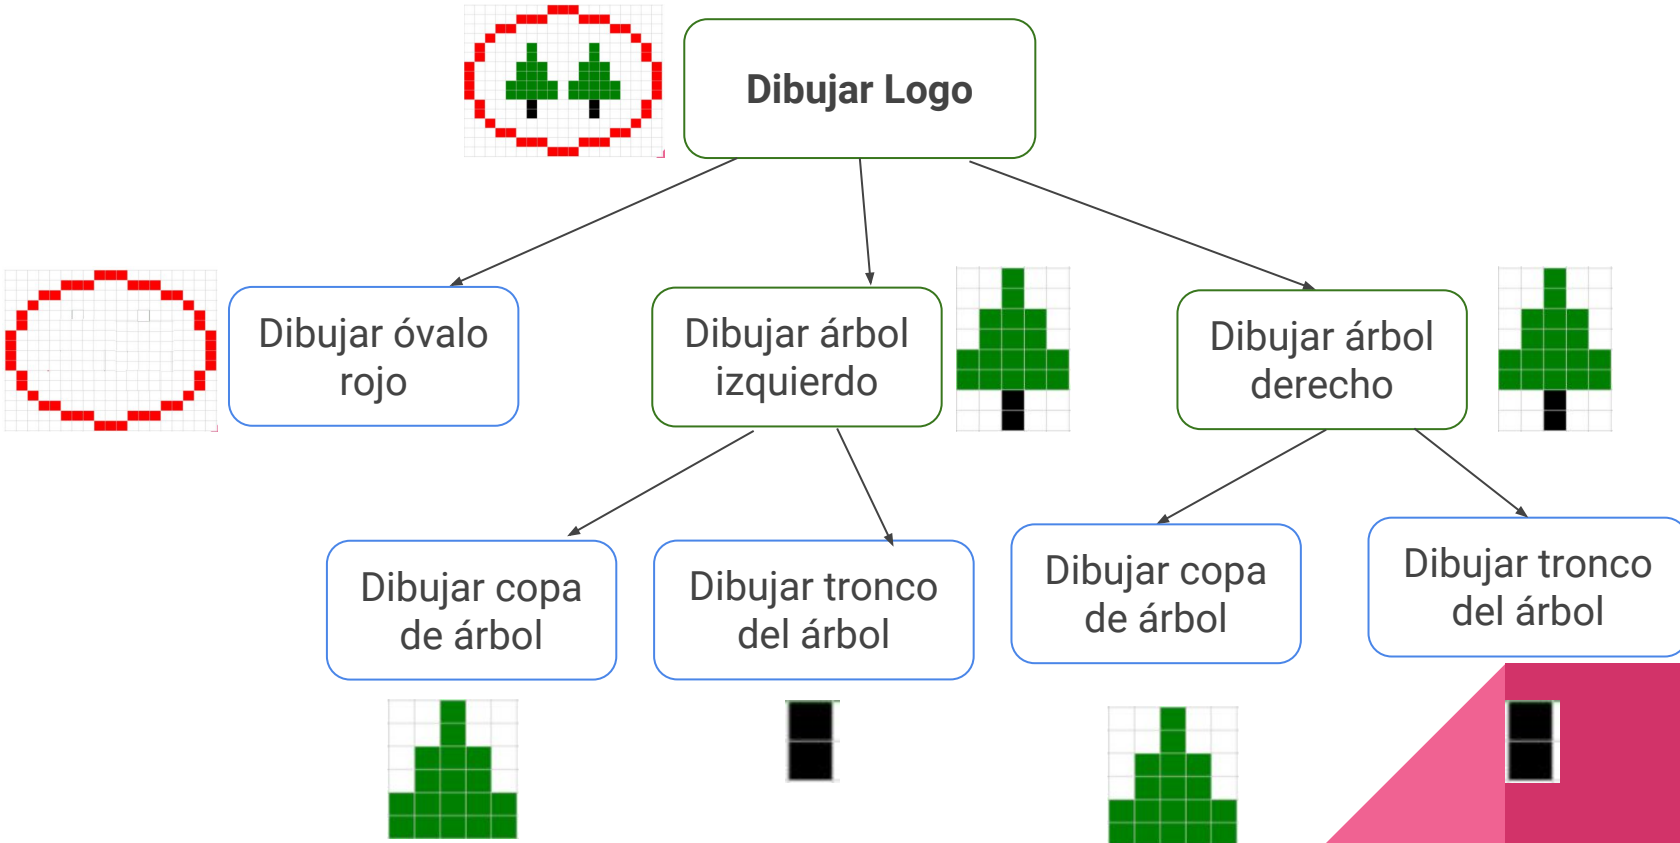 Dibujar Logo
Dibujar óvalo
rojo
Dibujar árbol
izquierdo
Dibujar árbol
derecho
Dibujar copa
de árbol
Dibujar tronco
del árbol
Dibujar copa
de árbol
Dibujar tronco
del árbol